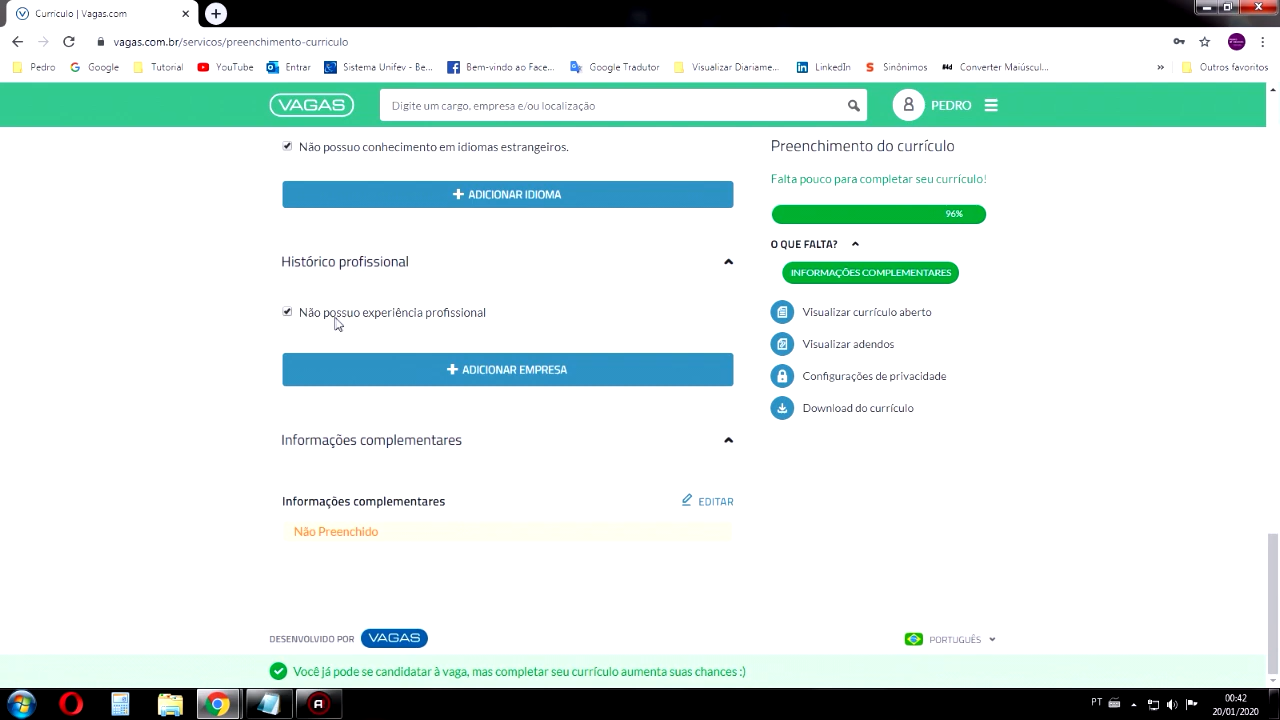 Currículo | Vagas.com
vagas.com.br/servicos/preenchimento-curriculo
Pedro
Google
Tutorial
YouTube
Entrar
Sistema Unifev - Be...
Bem-vindo ao Face...
Google Tradutor
Visualizar Diariame...
LinkedIn
Sinônimos
Converter Maiúscul...
»
Outros favoritos
VAGAS
Digite um cargo, empresa e/ou localização
PEDRO
Não possuo conhecimento em idiomas estrangeiros.
+ ADICIONAR IDIOMA
Histórico profissional
Não possuo experiência profissional
+ ADICIONAR EMPRESA
Informações complementares
Informações complementares
EDITAR
Não Preenchido
Preenchimento do currículo
Falta pouco para completar seu currículo!
96%
O QUE FALTA?
INFORMAÇÕES COMPLEMENTARES
Visualizar currículo aberto
Visualizar adendos
Configurações de privacidade
Download do currículo
DESENVOLVIDO POR VAGAS
PORTUGUÊS
Você já pode se candidatar à vaga, mas completar seu currículo aumenta suas chances :)
PT
00:42
20/01/2020